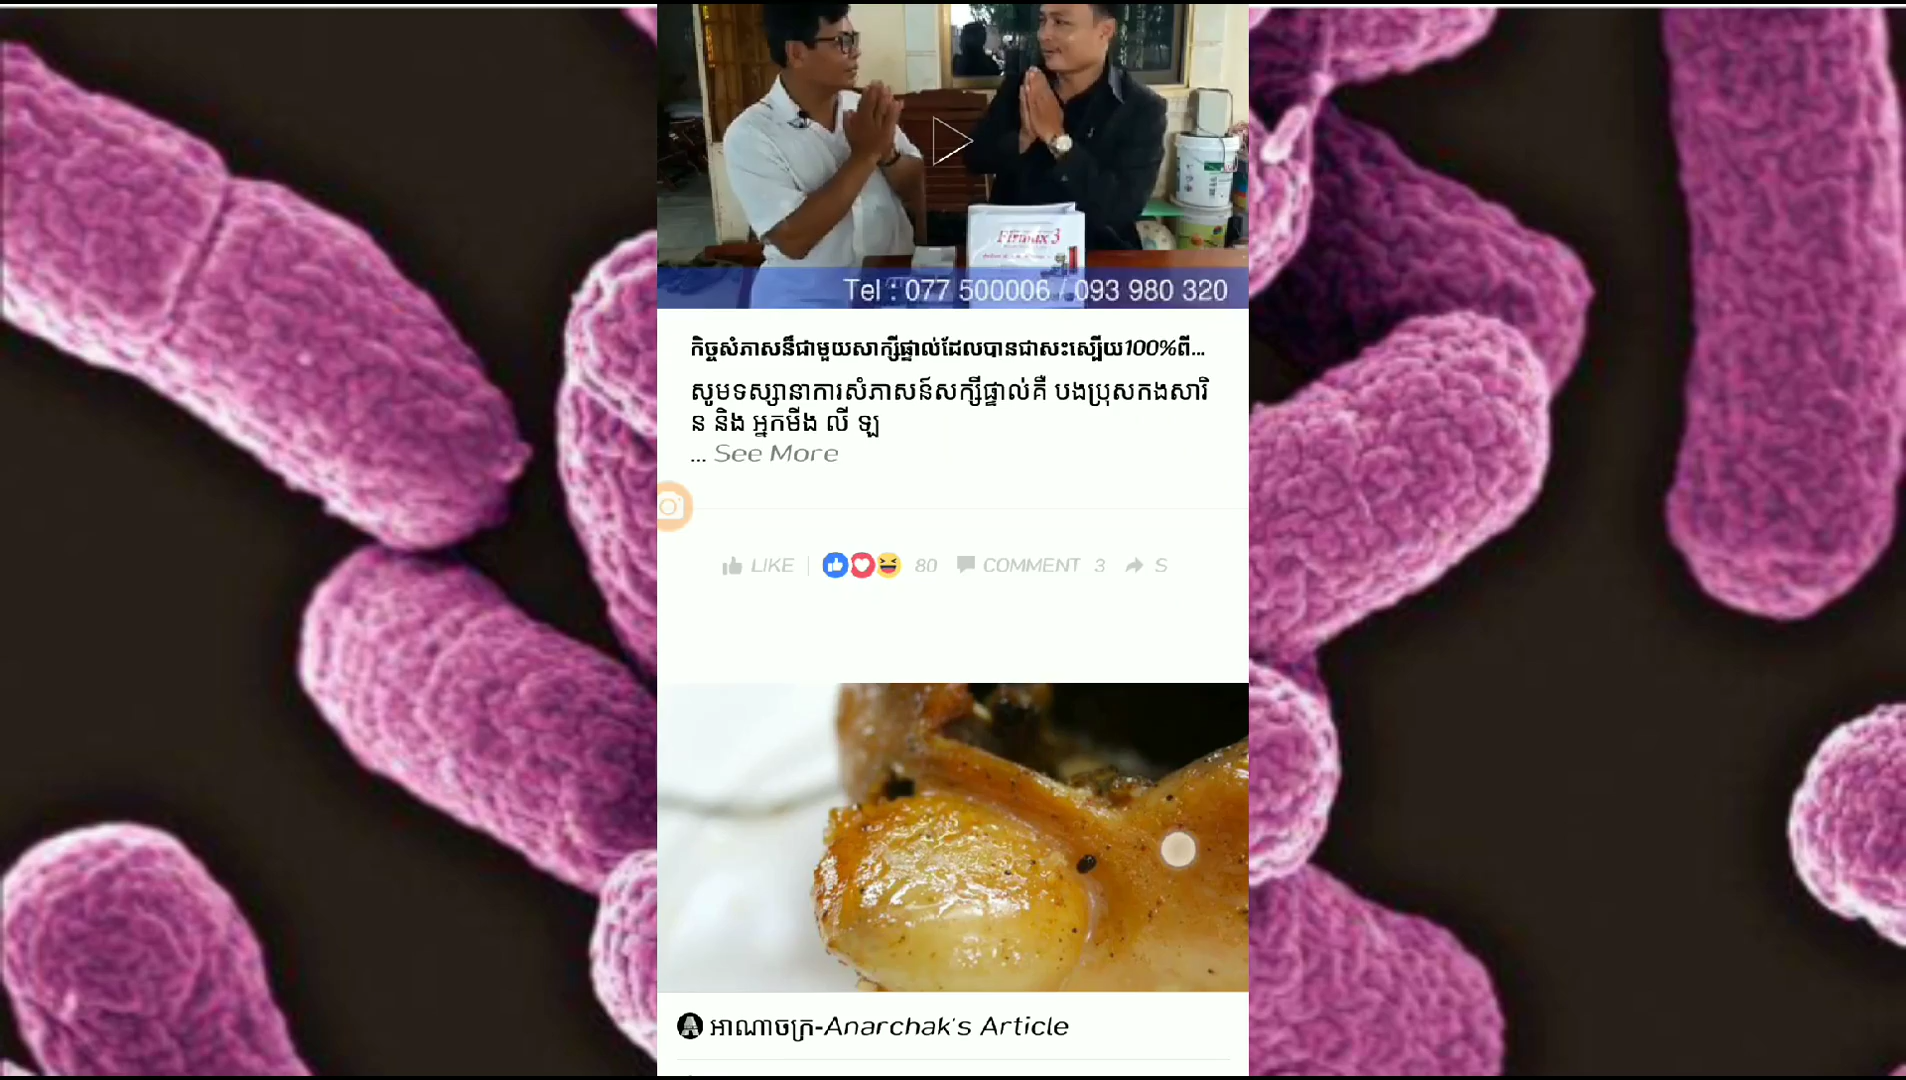 Firmax3
Tel : 077 500006 / 093 980 320
កិច្ចសំភាសនឹជាមួយសាក្សីផ្ទាល់ដែលបានជាសះស្បើយ100%ពី...
សូមទស្សានាការសំភាសន៍សក្សីផ្ទាល់គឺ បងប្រុសកងសារិ
ន និង អ្នកមីង លី ឡ
... See More
LIKE 80 COMMENT 3 S
អាណាចក្រ-Anarchak's Article